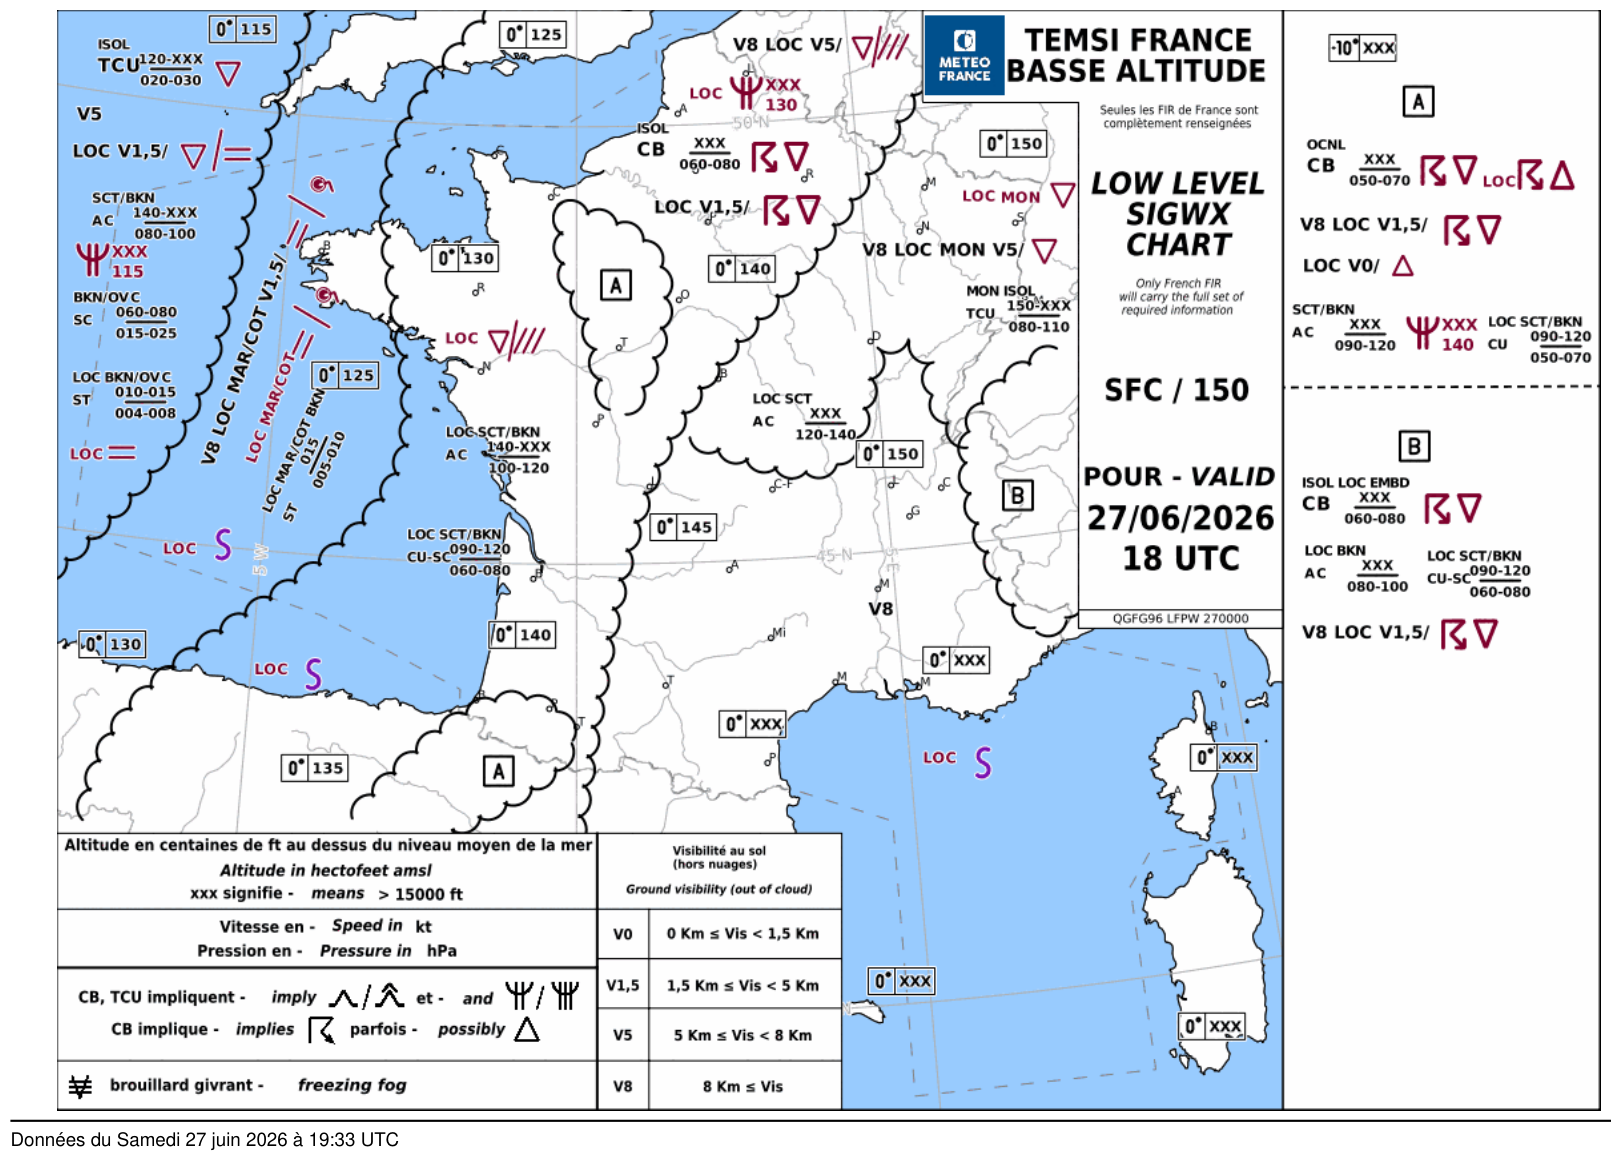 0° 115
ISOL
TCU 120-XXX
020-030
V5
LOC V1,5/
SCT/BKN
AC 140-XXX
080-100
XXX
115
BKN/OVC
SC 060-080
015-025
LOC BKN/OVC
ST 010-015
004-008
LOC
V8 LOC MAR/COT V1,5/
LOC MAR/COT
LOC MAR/COT BKN
ST 015
005-010
0° 125
LOC
LOC
0° 130
0° 135
0° 125
0° 130
LOC
LOC SCT/BKN
AC 140-XXX
100-120
LOC SCT/BKN
CU-SC 090-120
060-080
0° 140
A
A
V8 LOC V5/
LOC XXX
130
50 N
ISOL
CB XXX
060-080
LOC V1,5/
0° 140
0° 150
LOC MON
V8 LOC MON V5/
MON ISOL
TCU 150-XXX
080-110
LOC SCT
AC XXX
120-140
0° 150
B
0° 145
45 N
5 W
5 E
V8
0° XXX
0° XXX
LOC
0° XXX
0° XXX
0° XXX
METEO
FRANCE
TEMSI FRANCE
BASSE ALTITUDE
Seules les FIR de France sont
complètement renseignées
LOW LEVEL
SIGWX
CHART
Only French FIR
will carry the full set of
required information
SFC / 150
POUR - VALID
27/06/2026
18 UTC
QGFG96 LFPW 270000
-10° XXX
A
OCNL
CB XXX
050-070
LOC
V8 LOC V1,5/
LOC V0/
SCT/BKN
AC XXX
090-120
XXX
140
LOC SCT/BKN
CU 090-120
050-070
B
ISOL LOC EMBD
CB XXX
060-080
LOC BKN
AC XXX
080-100
LOC SCT/BKN
CU-SC 090-120
060-080
V8 LOC V1,5/
Altitude en centaines de ft au dessus du niveau moyen de la mer
Altitude in hectofeet amsl
xxx signifie - means > 15000 ft
Vitesse en - Speed in kt
Pression en - Pressure in hPa
CB, TCU impliquent - imply / et - and /
CB implique - implies parfois - possibly
brouillard givrant - freezing fog
Visibilité au sol
(hors nuages)
Ground visibility (out of cloud)
V0 0 Km ≤ Vis < 1,5 Km
V1,5 1,5 Km ≤ Vis < 5 Km
V5 5 Km ≤ Vis < 8 Km
V8 8 Km ≤ Vis
Données du Samedi 27 juin 2026 à 19:33 UTC